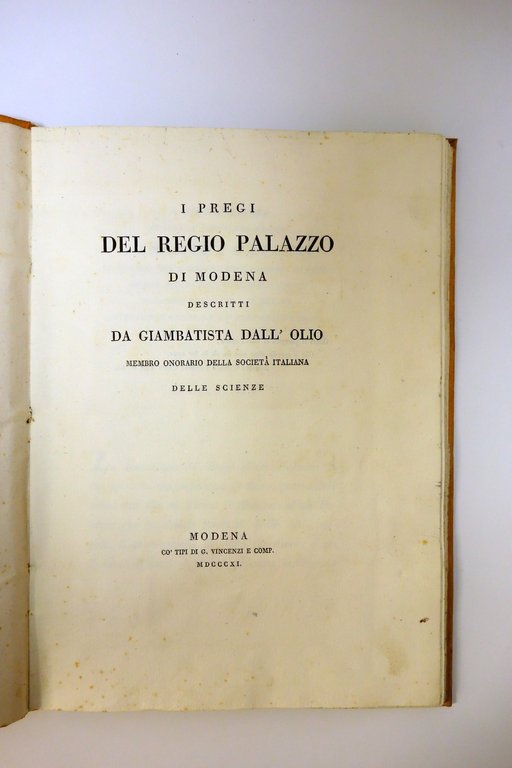 I PREGI
DEL REGIO PALAZZO
DI MODENA
DESCRITTI
DA GIAMBATISTA DALL' OLIO
MEMBRO ONORARIO DELLA SOCIETÀ ITALIANA
DELLE SCIENZE
MODENA
CO' TIPI DI G. VINCENZI E COMP.
MDCCCXI.